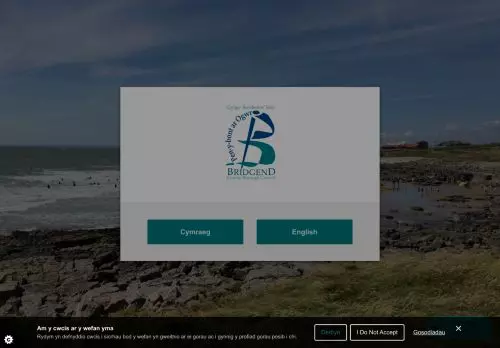 Cyngor Bwrdeistref Sirol
Pen-y-bont ar Ogwr
BRIDGEND
County Borough Council
Cymraeg
English
Am y cwcis ar y wefan yma
Rydym yn defnyddio cwcis i sicrhau bod y wefan yn gweithio ar ei gorau ac i gynnig y profiad gorau posib i chi.
Derbyn
I Do Not Accept
Gosodiadau